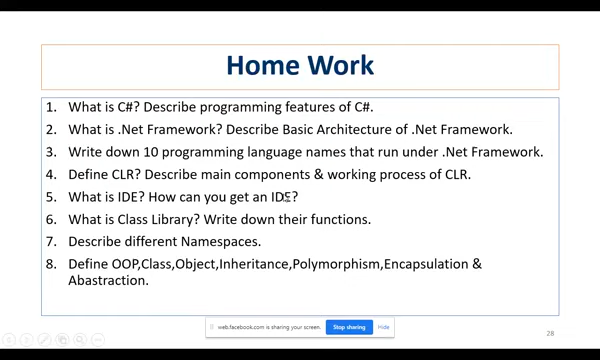 Home Work
1. What is C#? Describe programming features of C#.
2. What is .Net Framework? Describe Basic Architecture of .Net Framework.
3. Write down 10 programming language names that run under .Net Framework.
4. Define CLR? Describe main components & working process of CLR.
5. What is IDE? How can you get an IDE?
6. What is Class Library? Write down their functions.
7. Describe different Namespaces.
8. Define OOP,Class,Object,Inheritance,Polymorphism,Encapsulation &
Abastraction.
web.facebook.com is sharing your screen. Stop sharing Hide
28